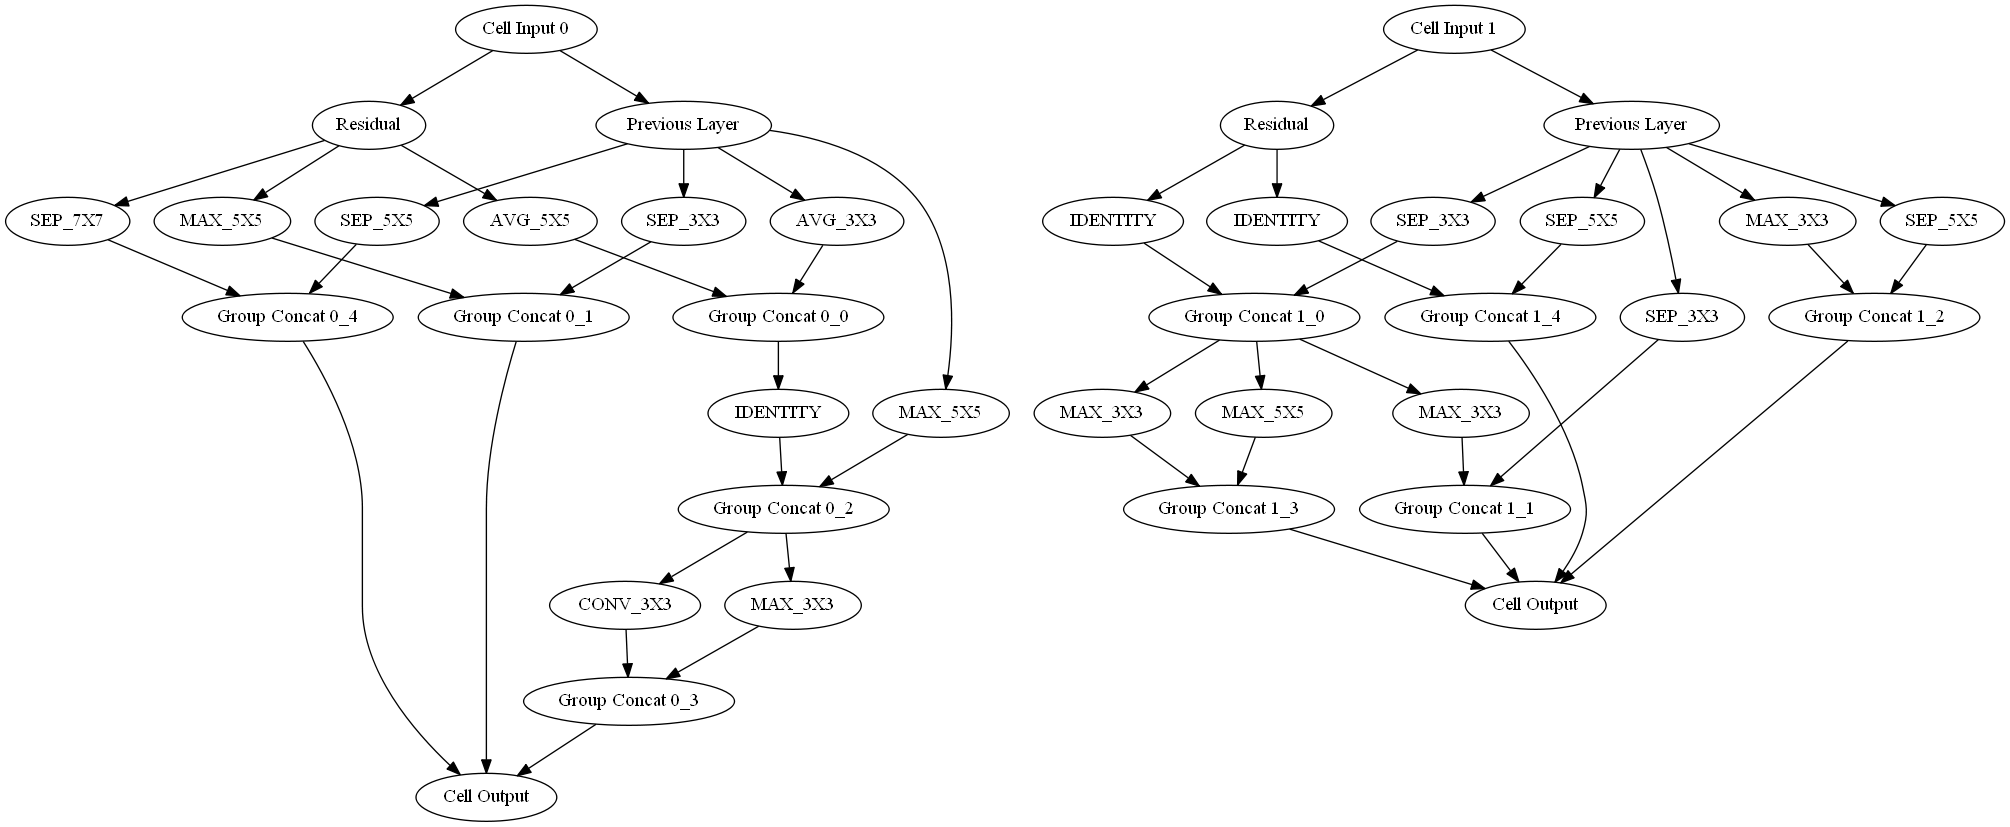 Cell Input 0
Cell Input 1
Residual
Previous Layer
Residual
Previous Layer
SEP_7X7
MAX_5X5
SEP_5X5
AVG_5X5
SEP_3X3
AVG_3X3
IDENTITY
IDENTITY
SEP_3X3
SEP_5X5
MAX_3X3
SEP_5X5
Group Concat 0_4
Group Concat 0_1
Group Concat 0_0
Group Concat 1_0
Group Concat 1_4
SEP_3X3
Group Concat 1_2
IDENTITY
MAX_5X5
MAX_3X3
MAX_5X5
MAX_3X3
Group Concat 0_2
Group Concat 1_3
Group Concat 1_1
CONV_3X3
MAX_3X3
Cell Output
Group Concat 0_3
Cell Output